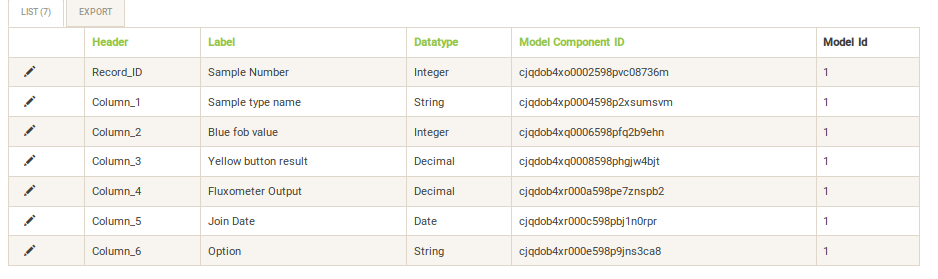 LIST (7) EXPORT
Header Label Datatype Model Component ID Model Id
Record_ID Sample Number Integer cjqdob4xo0002598pvc08736m 1
Column_1 Sample type name String cjqdob4xp0004598p2xsumsvm 1
Column_2 Blue fob value Integer cjqdob4xq0006598pfq2b9ehn 1
Column_3 Yellow button result Decimal cjqdob4xq0008598phgjw4bjt 1
Column_4 Fluxometer Output Decimal cjqdob4xr000a598pe7znspb2 1
Column_5 Join Date Date cjqdob4xr000c598pbj1n0rpr 1
Column_6 Option String cjqdob4xr000e598p9jns3ca8 1